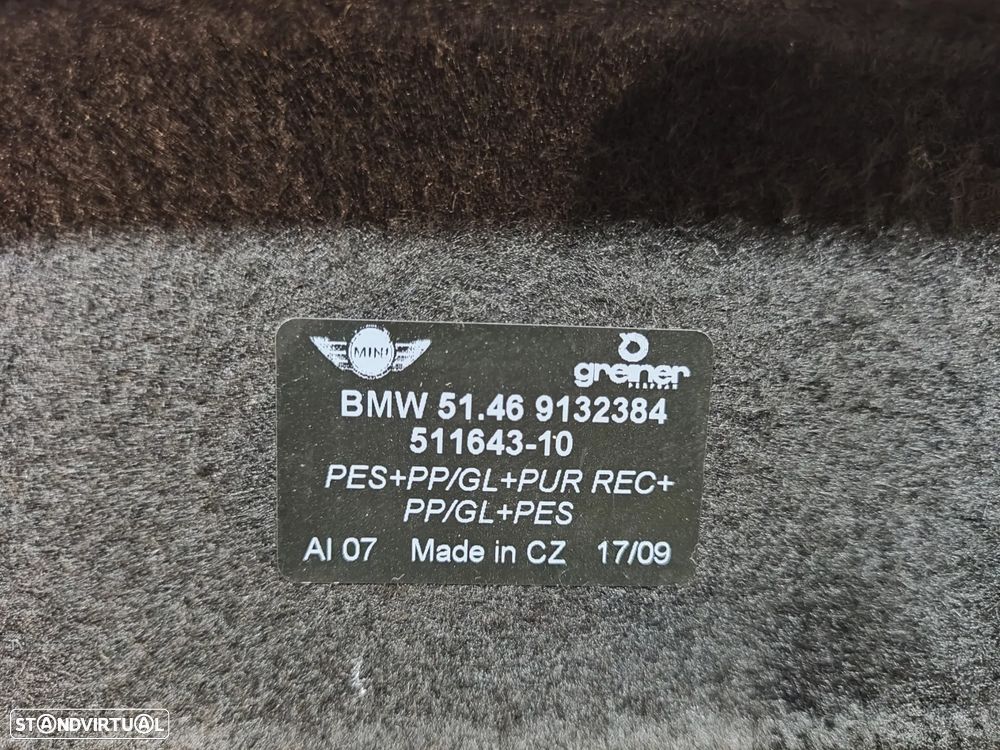 MINI
greiner
BMW 51.46 9132384
511643-10
PES+PP/GL+PUR REC+
PP/GL+PES
AI 07 Made in CZ 17/09
STANDVIRTUAL